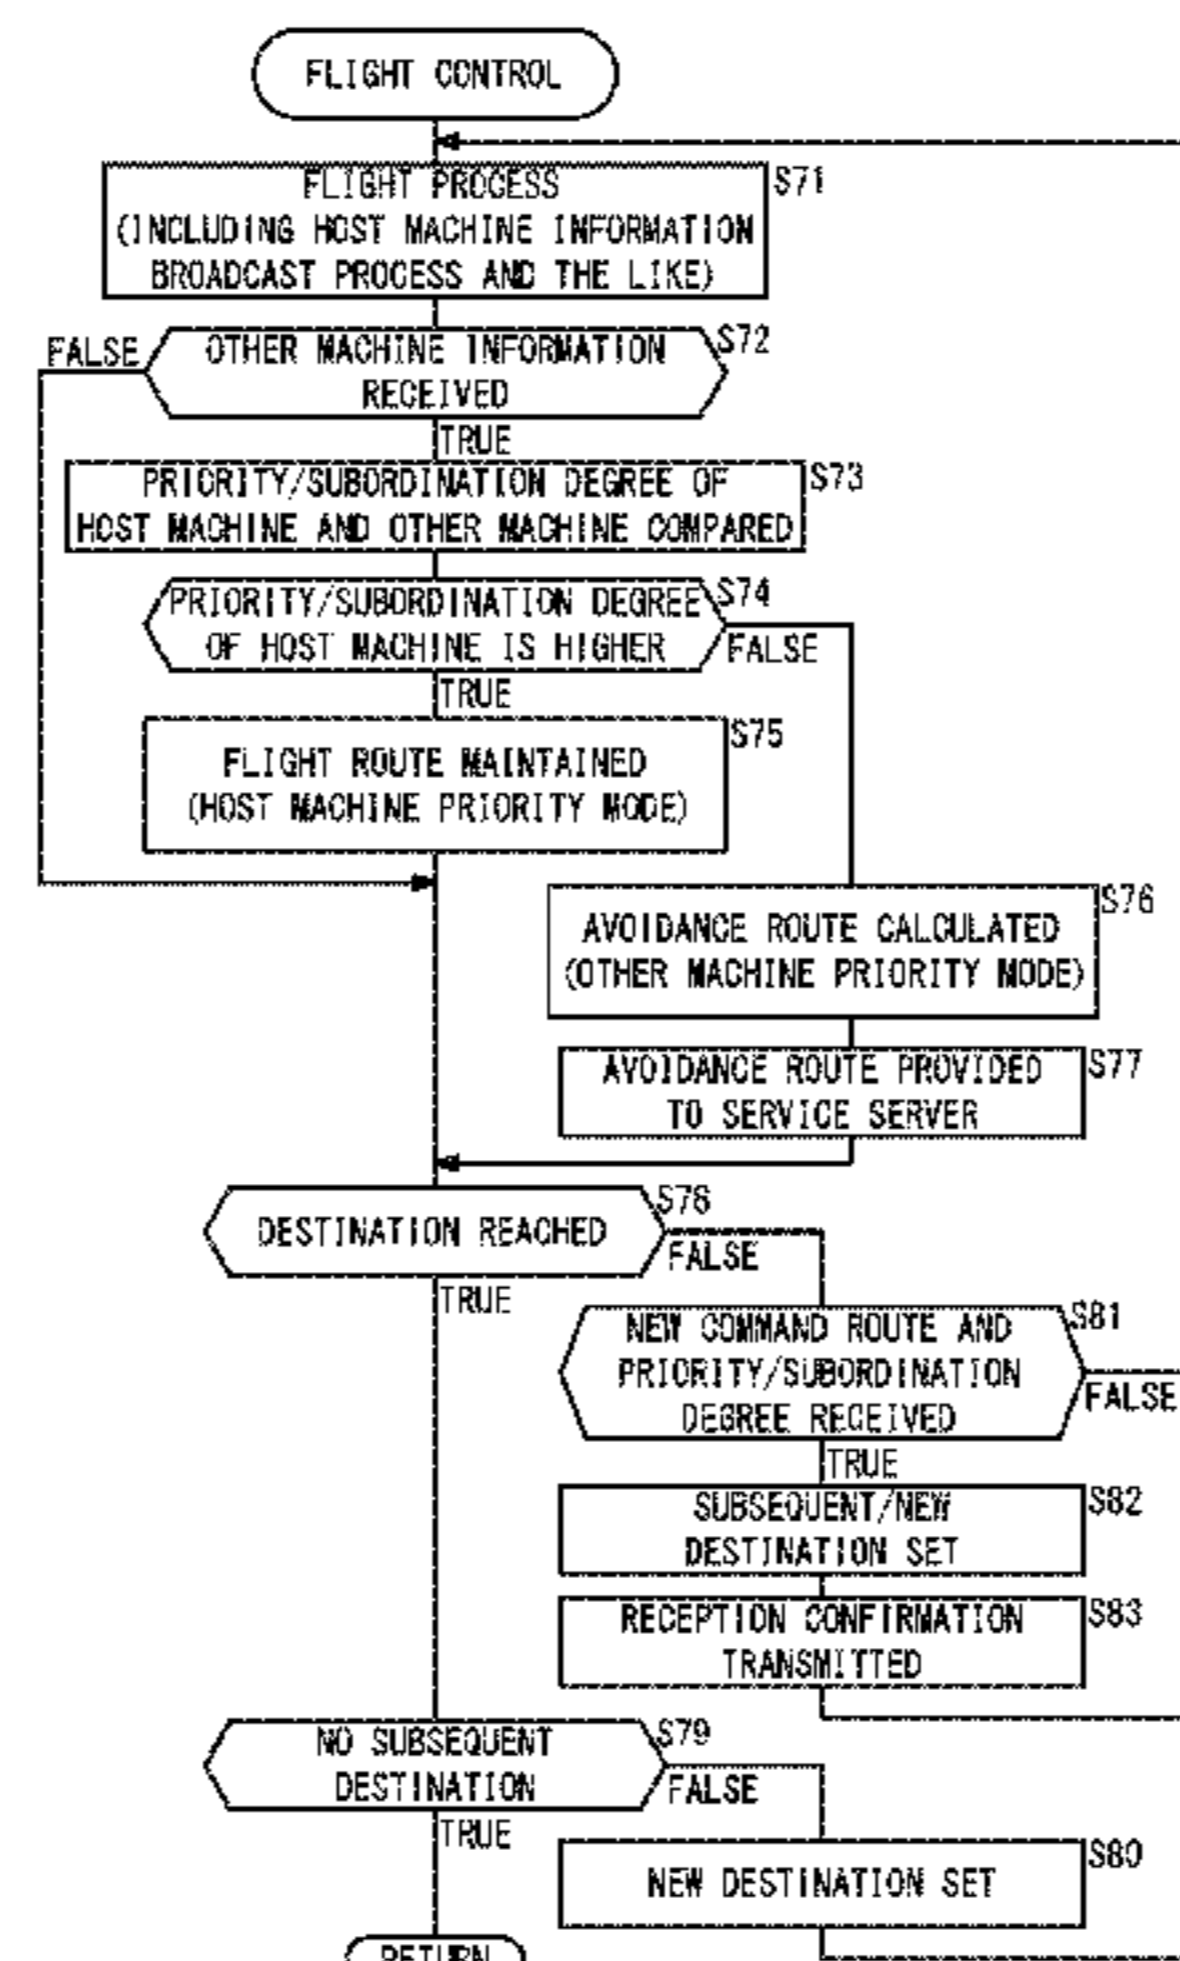 FLIGHT CONTROL
FLIGHT PROCESS
(INCLUDING HOST MACHINE INFORMATION
BROADCAST PROCESS AND THE LIKE)
S71
OTHER MACHINE INFORMATION
RECEIVED
S72
FALSE
TRUE
PRIORITY/SUBORDINATION DEGREE OF
HOST MACHINE AND OTHER MACHINE COMPARED
S73
PRIORITY/SUBORDINATION DEGREE
OF HOST MACHINE IS HIGHER
S74
FALSE
TRUE
FLIGHT ROUTE MAINTAINED
(HOST MACHINE PRIORITY MODE)
S75
AVOIDANCE ROUTE CALCULATED
(OTHER MACHINE PRIORITY MODE)
S76
AVOIDANCE ROUTE PROVIDED
TO SERVICE SERVER
S77
DESTINATION REACHED
S78
FALSE
TRUE
NEW COMMAND ROUTE AND
PRIORITY/SUBORDINATION
DEGREE RECEIVED
S81
FALSE
TRUE
SUBSEQUENT/NEW
DESTINATION SET
S82
RECEPTION CONFIRMATION
TRANSMITTED
S83
NO SUBSEQUENT
DESTINATION
S79
FALSE
TRUE
NEW DESTINATION SET
S80
RETURN